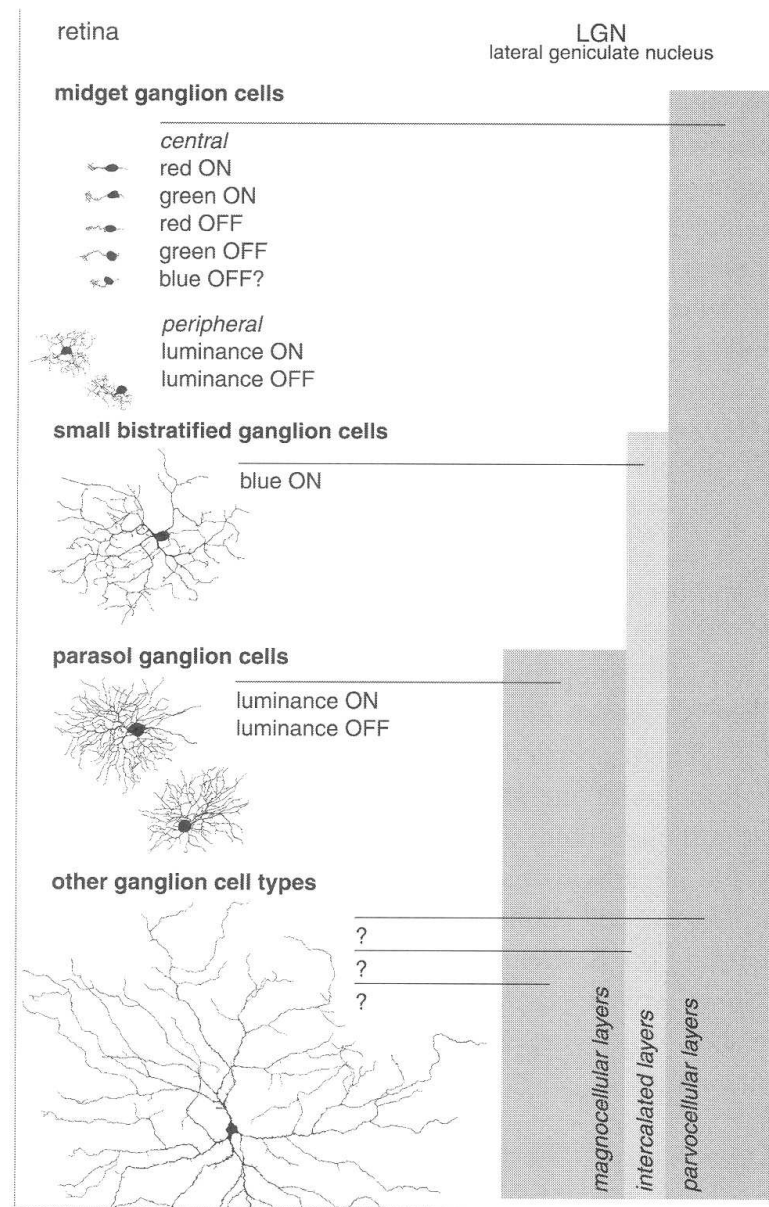 retina
LGN
lateral geniculate nucleus
midget ganglion cells
central
red ON
green ON
red OFF
green OFF
blue OFF?
peripheral
luminance ON
luminance OFF
small bistratified ganglion cells
blue ON
parasol ganglion cells
luminance ON
luminance OFF
other ganglion cell types
?
?
?
magnocellular layers
intercalated layers
parvocellular layers